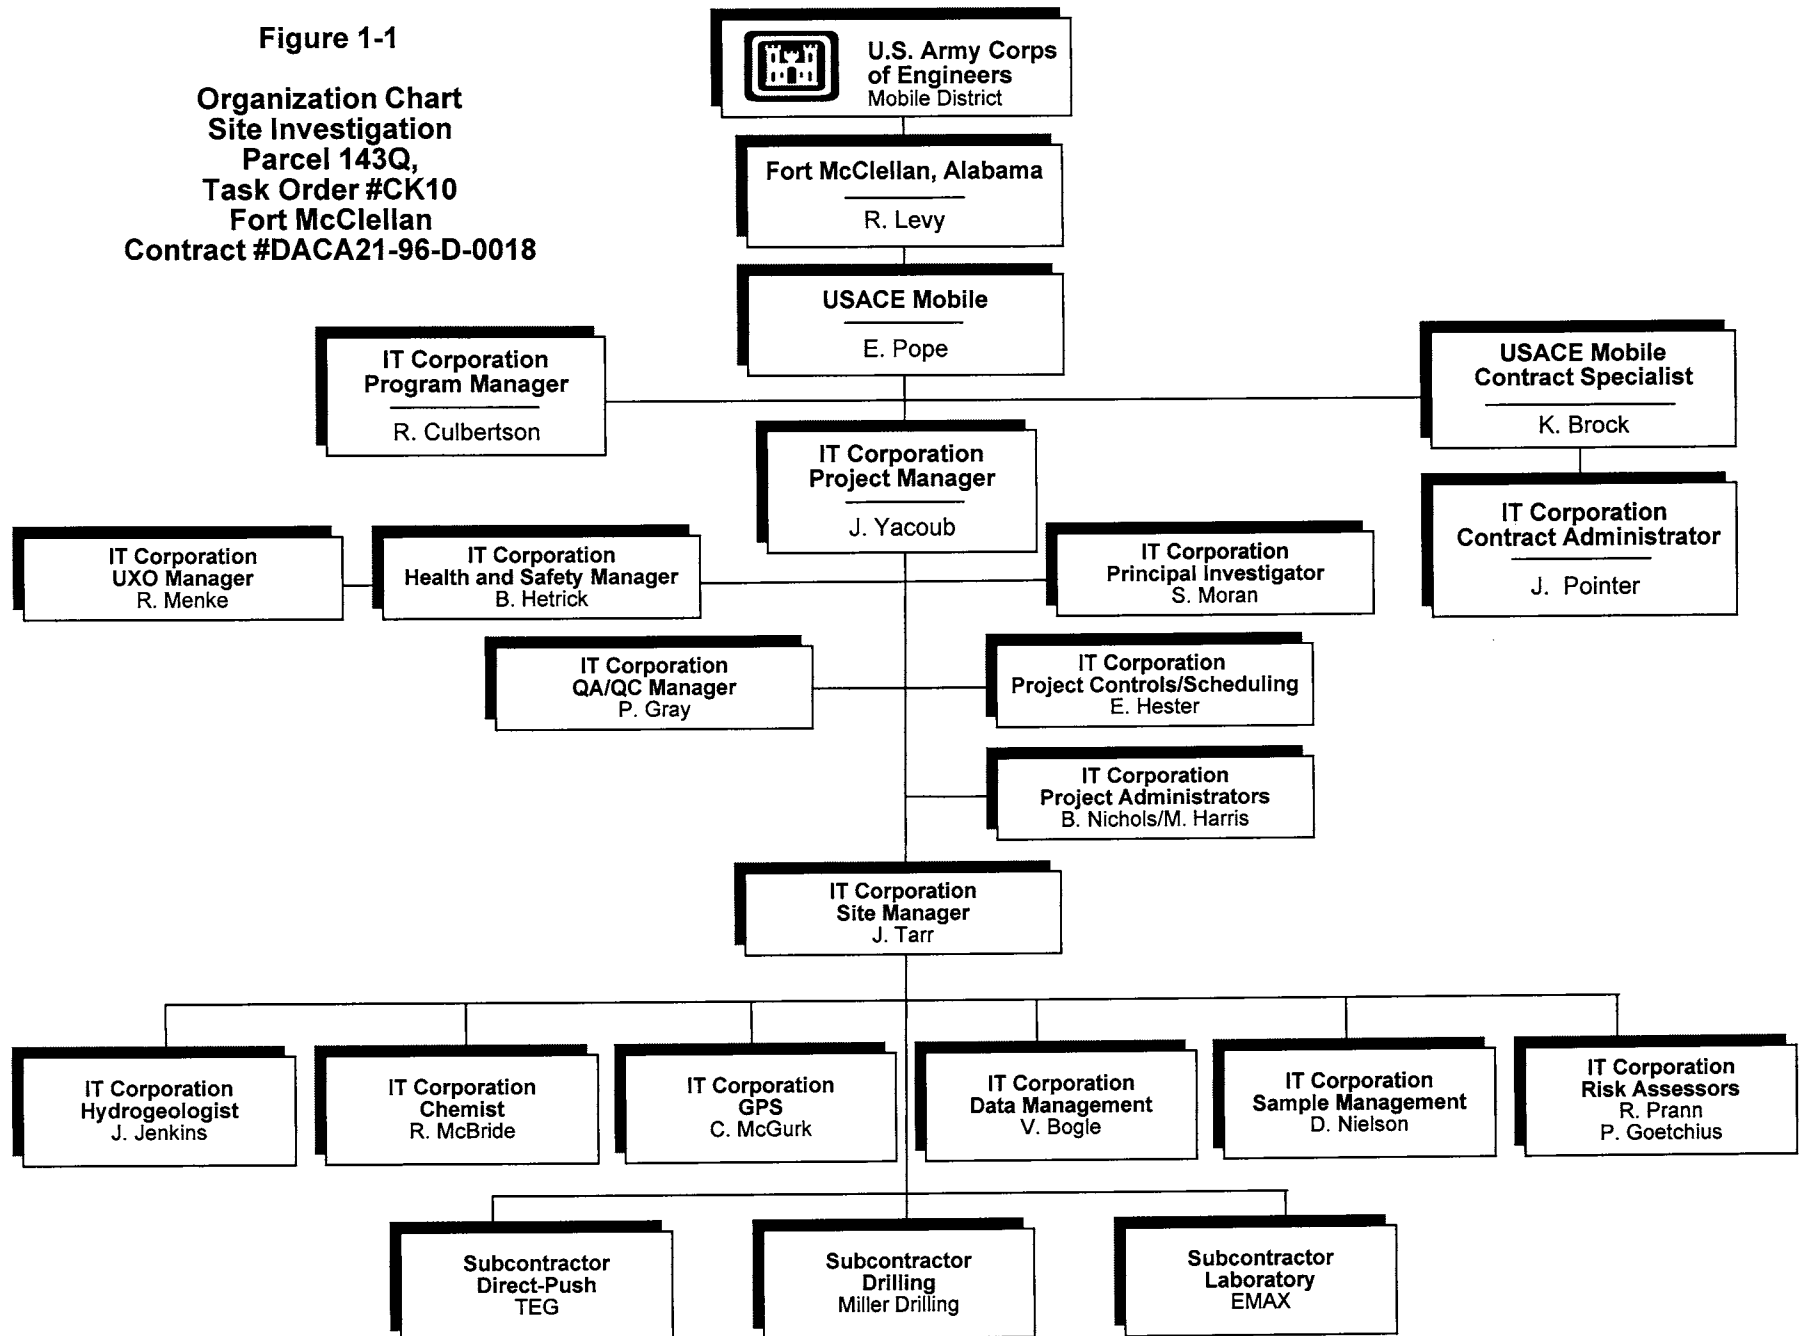 Figure 1-1
Organization Chart
Site Investigation
Parcel 143Q,
Task Order #CK10
Fort McClellan
Contract #DACA21-96-D-0018
U.S. Army Corps
of Engineers
Mobile District
Fort McClellan, Alabama
R. Levy
USACE Mobile
E. Pope
IT Corporation
Program Manager
R. Culbertson
USACE Mobile
Contract Specialist
K. Brock
IT Corporation
Project Manager
J. Yacoub
IT Corporation
Contract Administrator
J. Pointer
IT Corporation
UXO Manager
R. Menke
IT Corporation
Health and Safety Manager
B. Hetrick
IT Corporation
Principal Investigator
S. Moran
IT Corporation
QA/QC Manager
P. Gray
IT Corporation
Project Controls/Scheduling
E. Hester
IT Corporation
Project Administrators
B. Nichols/M. Harris
IT Corporation
Site Manager
J. Tarr
IT Corporation
Hydrogeologist
J. Jenkins
IT Corporation
Chemist
R. McBride
IT Corporation
GPS
C. McGurk
IT Corporation
Data Management
V. Bogle
IT Corporation
Sample Management
D. Nielson
IT Corporation
Risk Assessors
R. Prann
P. Goetchius
Subcontractor
Direct-Push
TEG
Subcontractor
Drilling
Miller Drilling
Subcontractor
Laboratory
EMAX